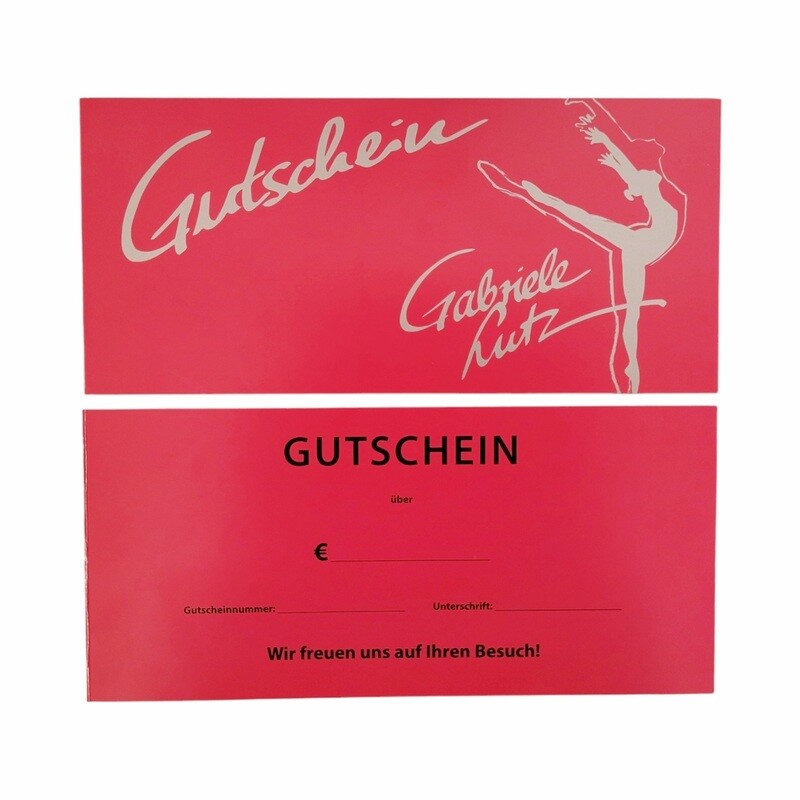 Gutschein
Gabriele
Lutz
GUTSCHEIN
über
€
Gutscheinnummer: Unterschrift:
Wir freuen uns auf Ihren Besuch!